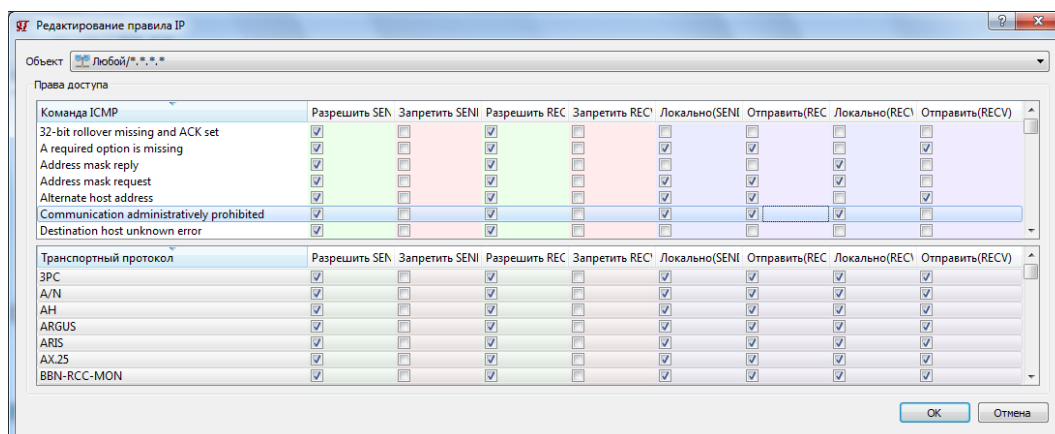 Редактирование правила IP
Объект Любой/*.*.*.*
Права доступа
Команда ICMP Разрешить SEN Запретить SENI Разрешить REC Запретить REC' Локально(SENI Отправить(REC Локально(REC\ Отправить(RECV)
32-bit rollover missing and ACK set
A required option is missing
Address mask reply
Address mask request
Alternate host address
Communication administratively prohibited
Destination host unknown error
Транспортный протокол Разрешить SEN Запретить SENI Разрешить REC Запретить REC' Локально(SENI Отправить(REC Локально(REC\ Отправить(RECV)
3PC
A/N
AH
ARGUS
ARIS
AX.25
BBN-RCC-MON
OK Отмена